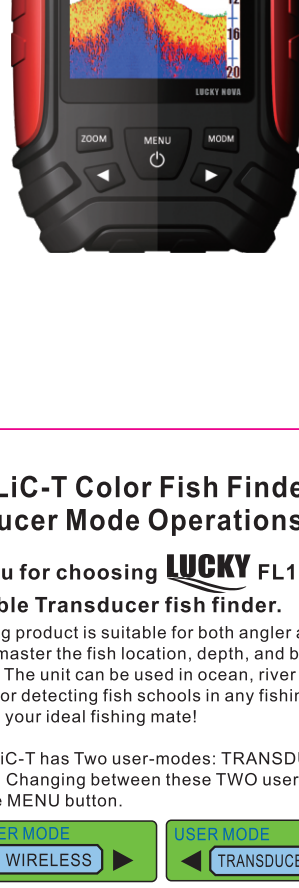 12
16
20
LUCKY NOVA
ZOOM
MENU
MODM
LiC-T Color Fish Finde
ucer Mode Operations
u for choosing LUCKY FL1
ble Transducer fish finder.
g product is suitable for both angler a
master the fish location, depth, and b
The unit can be used in ocean, river
or detecting fish schools in any fishin
your ideal fishing mate!
iC-T has Two user-modes: TRANSDU
Changing between these TWO user
e MENU button.
ER MODE
WIRELESS
USER MODE
TRANSDUCE